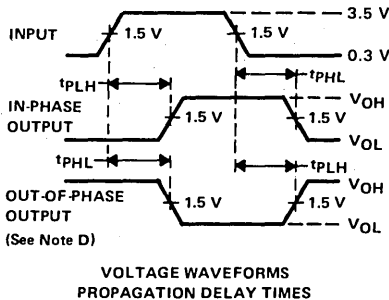 3.5 V
INPUT
1.5 V
1.5 V
0.3 V
tPLH
tPHL
IN-PHASE
OUTPUT
1.5 V
1.5 V
VOH
VOL
tPHL
tPLH
OUT-OF-PHASE
OUTPUT
(See Note D)
1.5 V
1.5 V
VOH
VOL
VOLTAGE WAVEFORMS
PROPAGATION DELAY TIMES